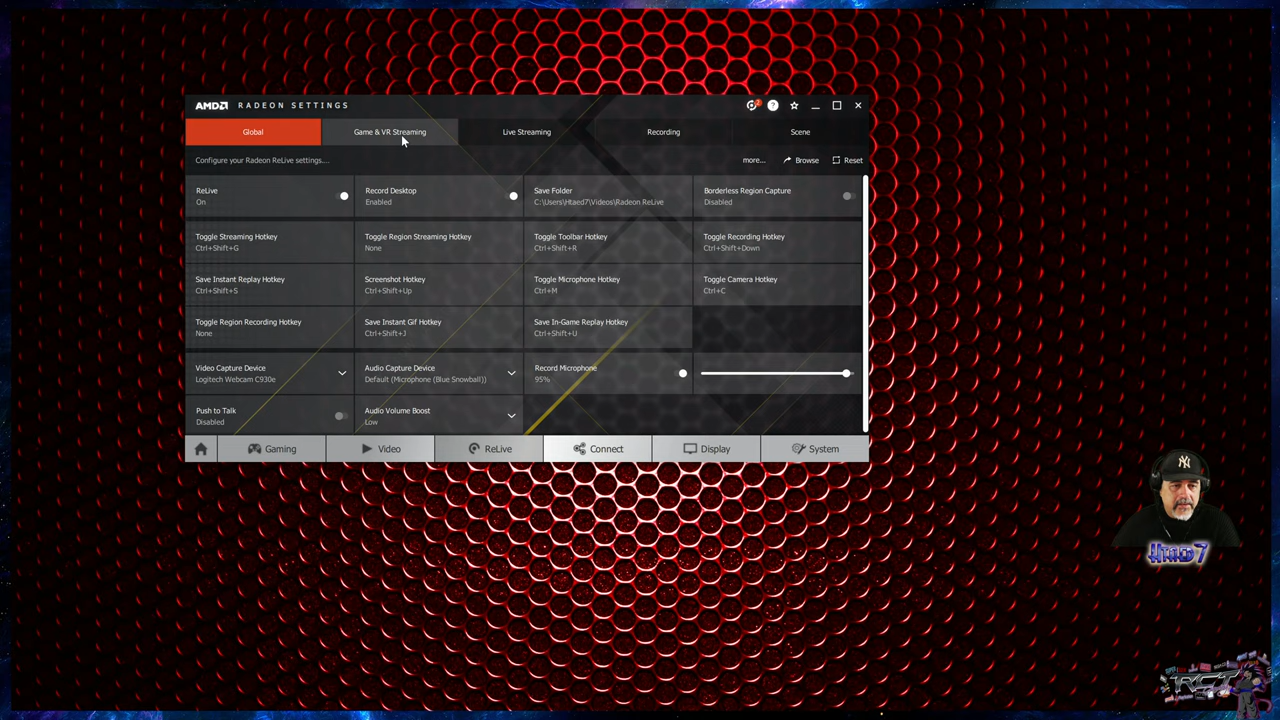 AMD RADEON SETTINGS
Global Game & VR Streaming Live Streaming Recording Scene
Configure your Radeon ReLive settings.... more... Browse Reset
ReLive
On
Record Desktop
Enabled
Save Folder
C:\Users\Htaed7\Videos\Radeon ReLive
Borderless Region Capture
Disabled
Toggle Streaming Hotkey
Ctrl+Shift+G
Toggle Region Streaming Hotkey
None
Toggle Toolbar Hotkey
Ctrl+Shift+R
Toggle Recording Hotkey
Ctrl+Shift+Down
Save Instant Replay Hotkey
Ctrl+Shift+S
Screenshot Hotkey
Ctrl+Shift+Up
Toggle Microphone Hotkey
Ctrl+M
Toggle Camera Hotkey
Ctrl+C
Toggle Region Recording Hotkey
None
Save Instant Gif Hotkey
Ctrl+Shift+J
Save In-Game Replay Hotkey
Ctrl+Shift+U
Video Capture Device
Logitech Webcam C930e
Audio Capture Device
Default (Microphone (Blue Snowball))
Record Microphone
95%
Push to Talk
Disabled
Audio Volume Boost
Low
Gaming Video ReLive Connect Display System
Htaed7
RGT